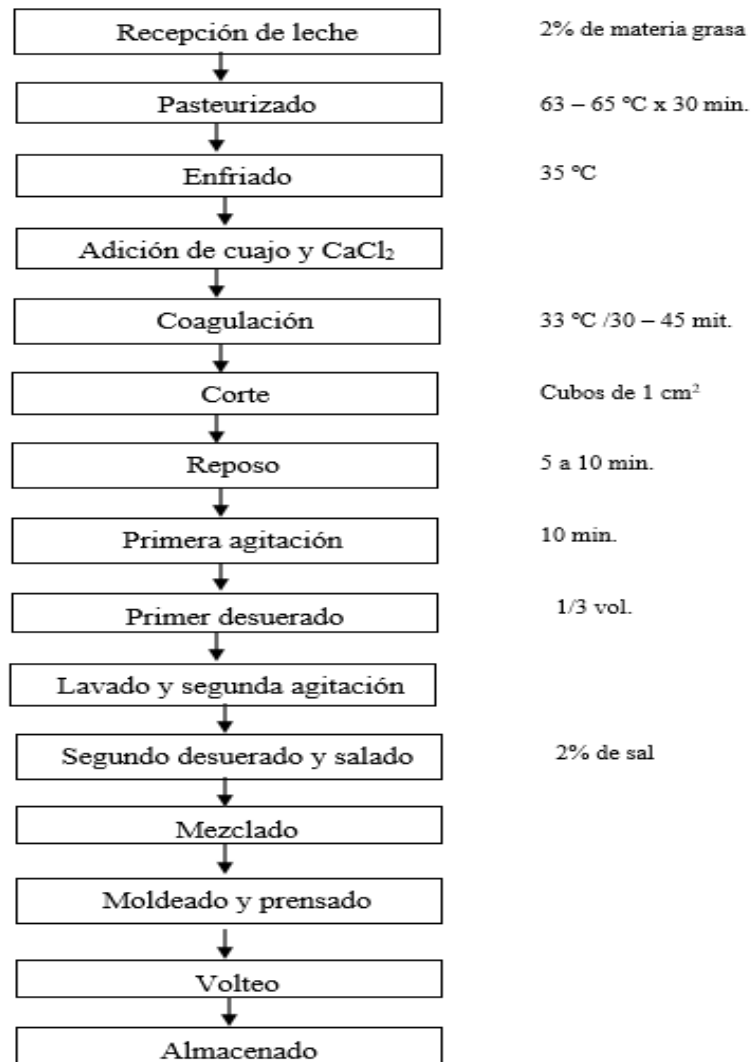 Recepción de leche 2% de materia grasa
Pasteurizado 63 – 65 ºC x 30 min.
Enfriado 35 ºC
Adición de cuajo y CaCl₂
Coagulación 33 ºC /30 – 45 mit.
Corte Cubos de 1 cm²
Reposo 5 a 10 min.
Primera agitación 10 min.
Primer desuerado 1/3 vol.
Lavado y segunda agitación
Segundo desuerado y salado 2% de sal
Mezclado
Moldeado y prensado
Volteo
Almacenado